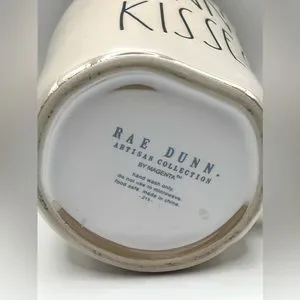 KISSE
RAE DUNN.
ARTISAN COLLECTION
BY MAGENTA™
hand wash only.
do not use in microwave.
food safe. made in china.